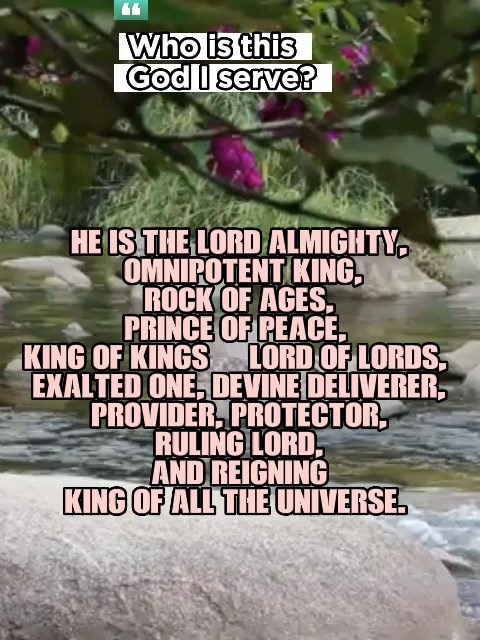 ❝
Who is this
God I serve?
HE IS THE LORD ALMIGHTY,
OMNIPOTENT KING,
ROCK OF AGES,
PRINCE OF PEACE,
KING OF KINGS LORD OF LORDS,
EXALTED ONE, DEVINE DELIVERER,
PROVIDER, PROTECTOR,
RULING LORD,
AND REIGNING
KING OF ALL THE UNIVERSE.